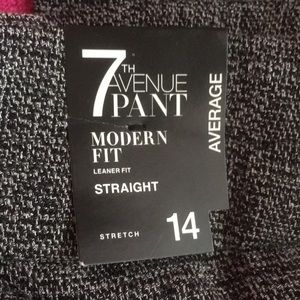 7TH
AVENUE
PANT
MODERN
FIT
LEANER FIT
STRAIGHT
STRETCH 14
AVERAGE